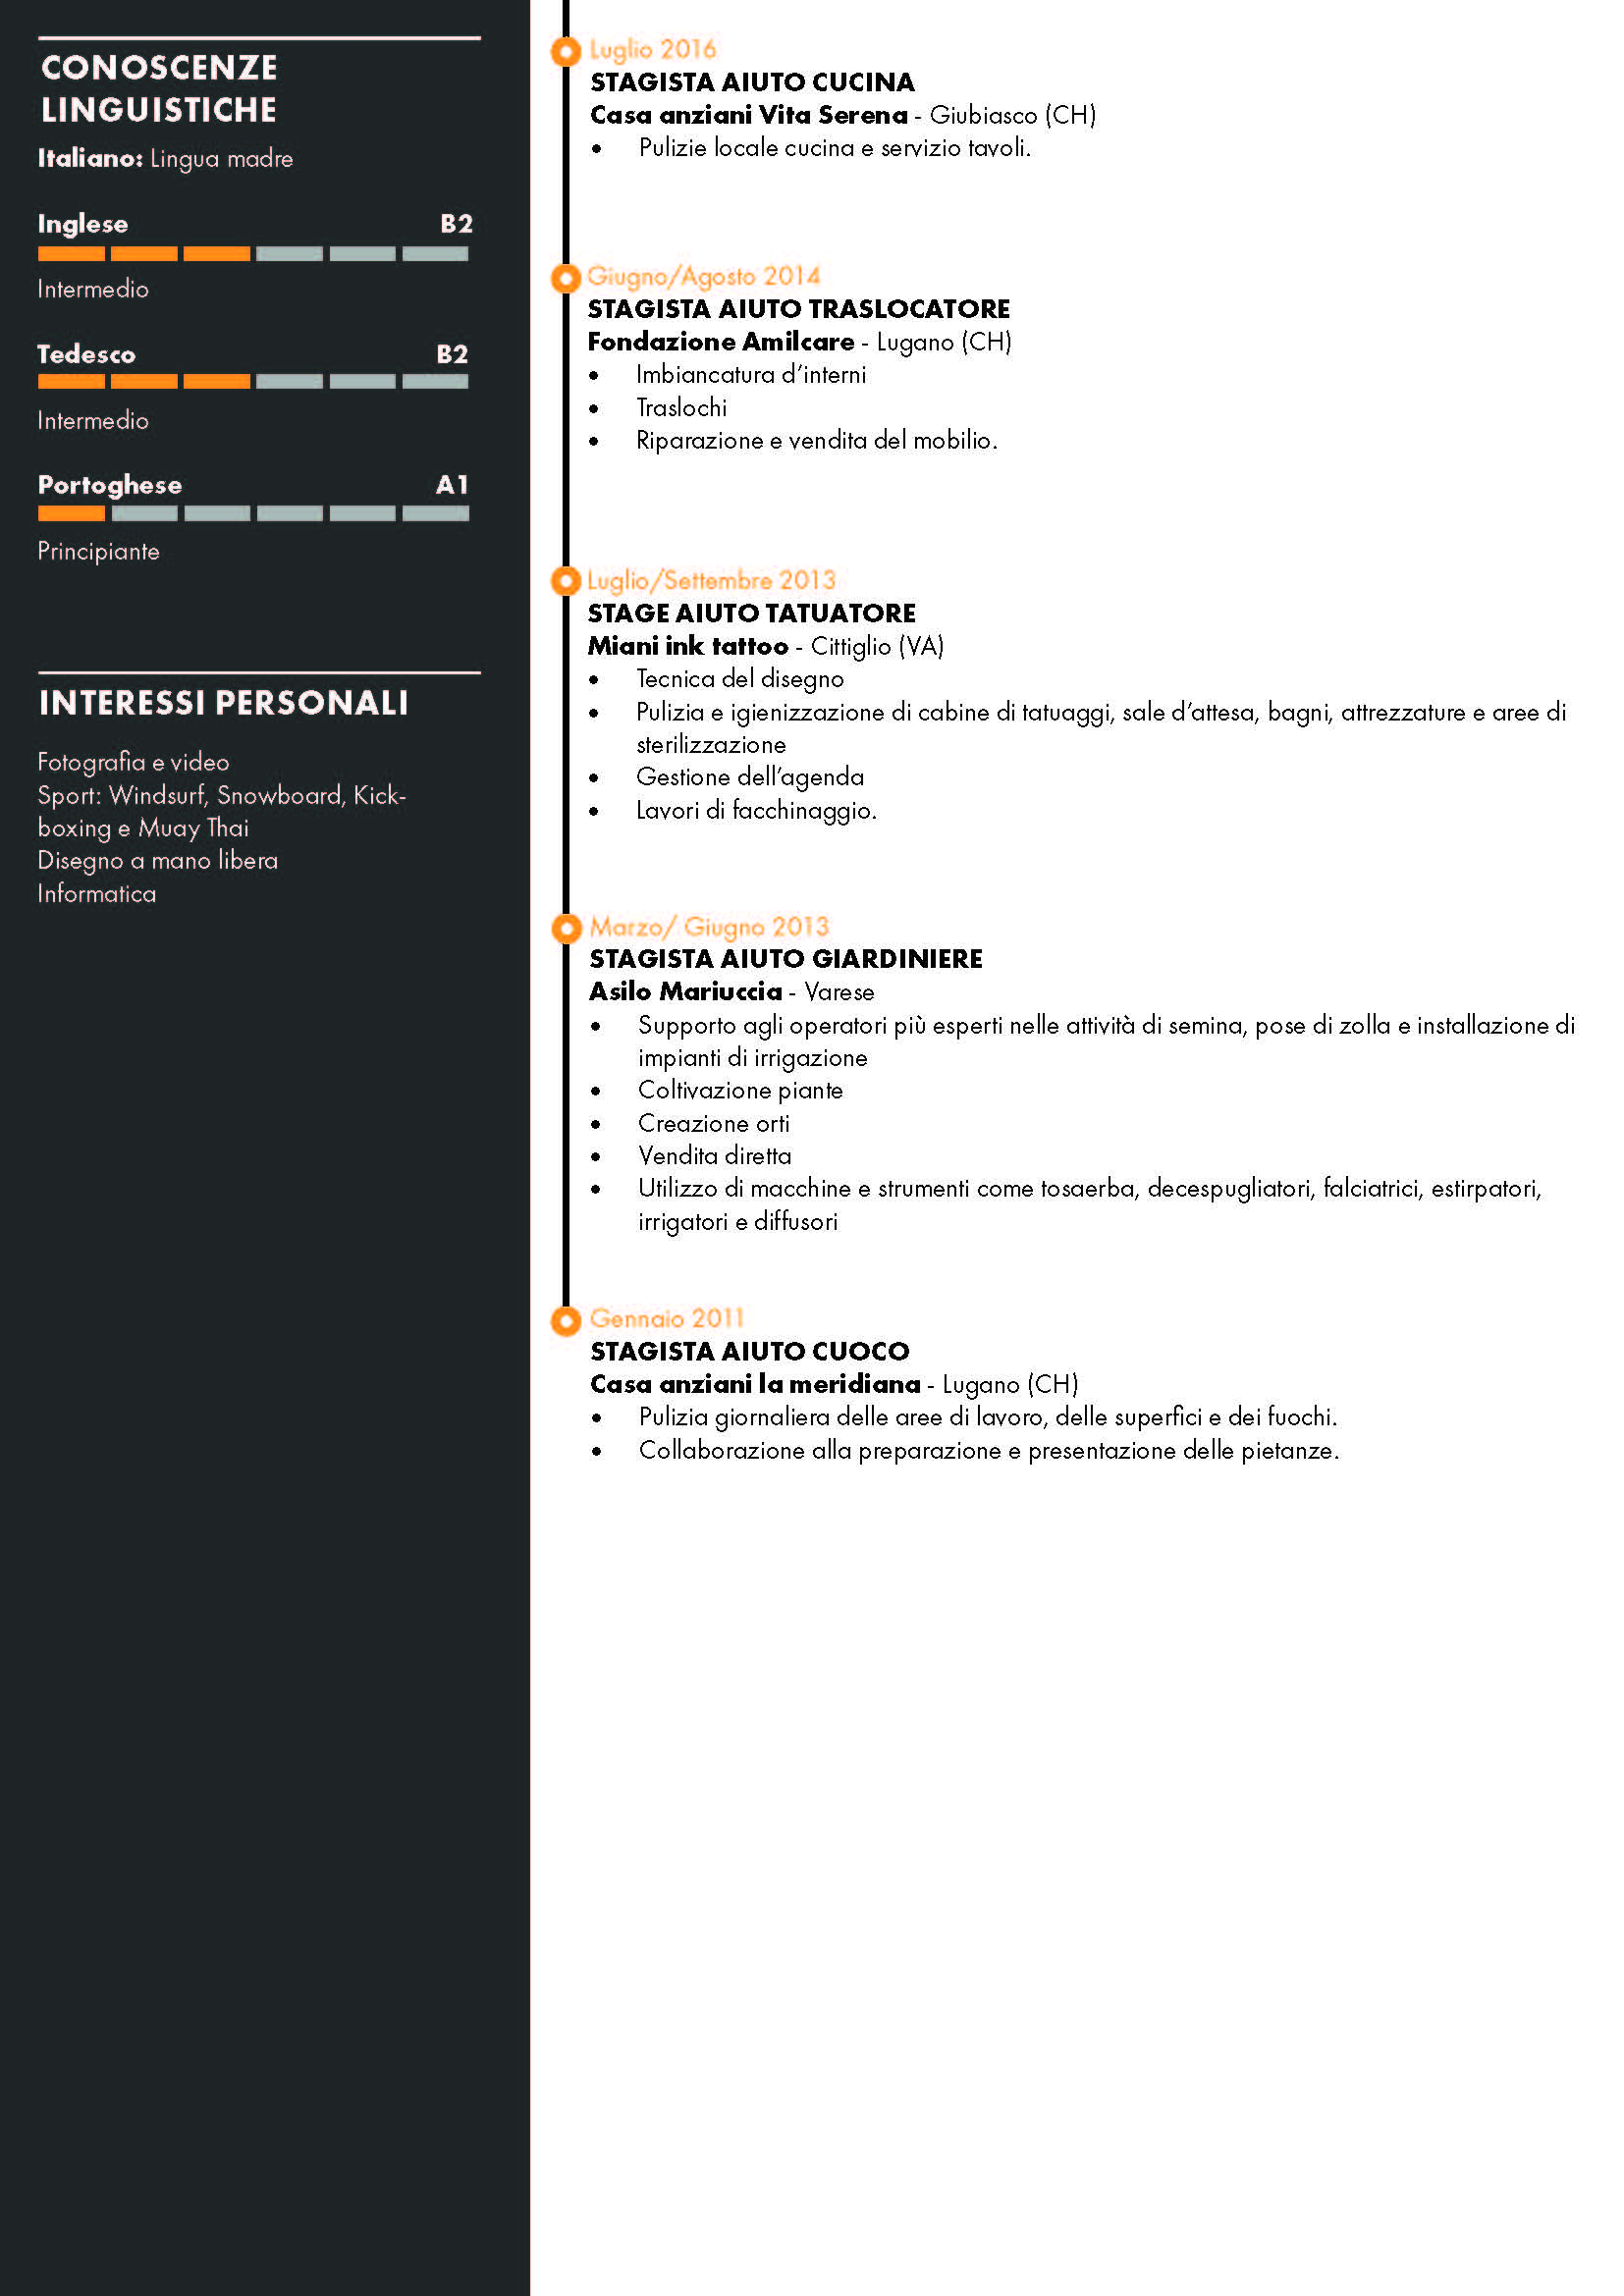 CONOSCENZE
LINGUISTICHE
Italiano: Lingua madre
Inglese B2
Intermedio
Tedesco B2
Intermedio
Portoghese A1
Principiante
INTERESSI PERSONALI
Fotografia e video
Sport: Windsurf, Snowboard, Kick-
boxing e Muay Thai
Disegno a mano libera
Informatica
Luglio 2016
STAGISTA AIUTO CUCINA
Casa anziani Vita Serena - Giubiasco (CH)
• Pulizie locale cucina e servizio tavoli.
Giugno/Agosto 2014
STAGISTA AIUTO TRASLOCATORE
Fondazione Amilcare - Lugano (CH)
• Imbiancatura d’interni
• Traslochi
• Riparazione e vendita del mobilio.
Luglio/Settembre 2013
STAGE AIUTO TATUATORE
Miani ink tattoo - Cittiglio (VA)
• Tecnica del disegno
• Pulizia e igienizzazione di cabine di tatuaggi, sale d’attesa, bagni, attrezzature e aree di
sterilizzazione
• Gestione dell’agenda
• Lavori di facchinaggio.
Marzo/ Giugno 2013
STAGISTA AIUTO GIARDINIERE
Asilo Mariuccia - Varese
• Supporto agli operatori più esperti nelle attività di semina, pose di zolla e installazione di
impianti di irrigazione
• Coltivazione piante
• Creazione orti
• Vendita diretta
• Utilizzo di macchine e strumenti come tosaerba, decespugliatori, falciatrici, estirpatori,
irrigatori e diffusori
Gennaio 2011
STAGISTA AIUTO CUOCO
Casa anziani la meridiana - Lugano (CH)
• Pulizia giornaliera delle aree di lavoro, delle superfici e dei fuochi.
• Collaborazione alla preparazione e presentazione delle pietanze.